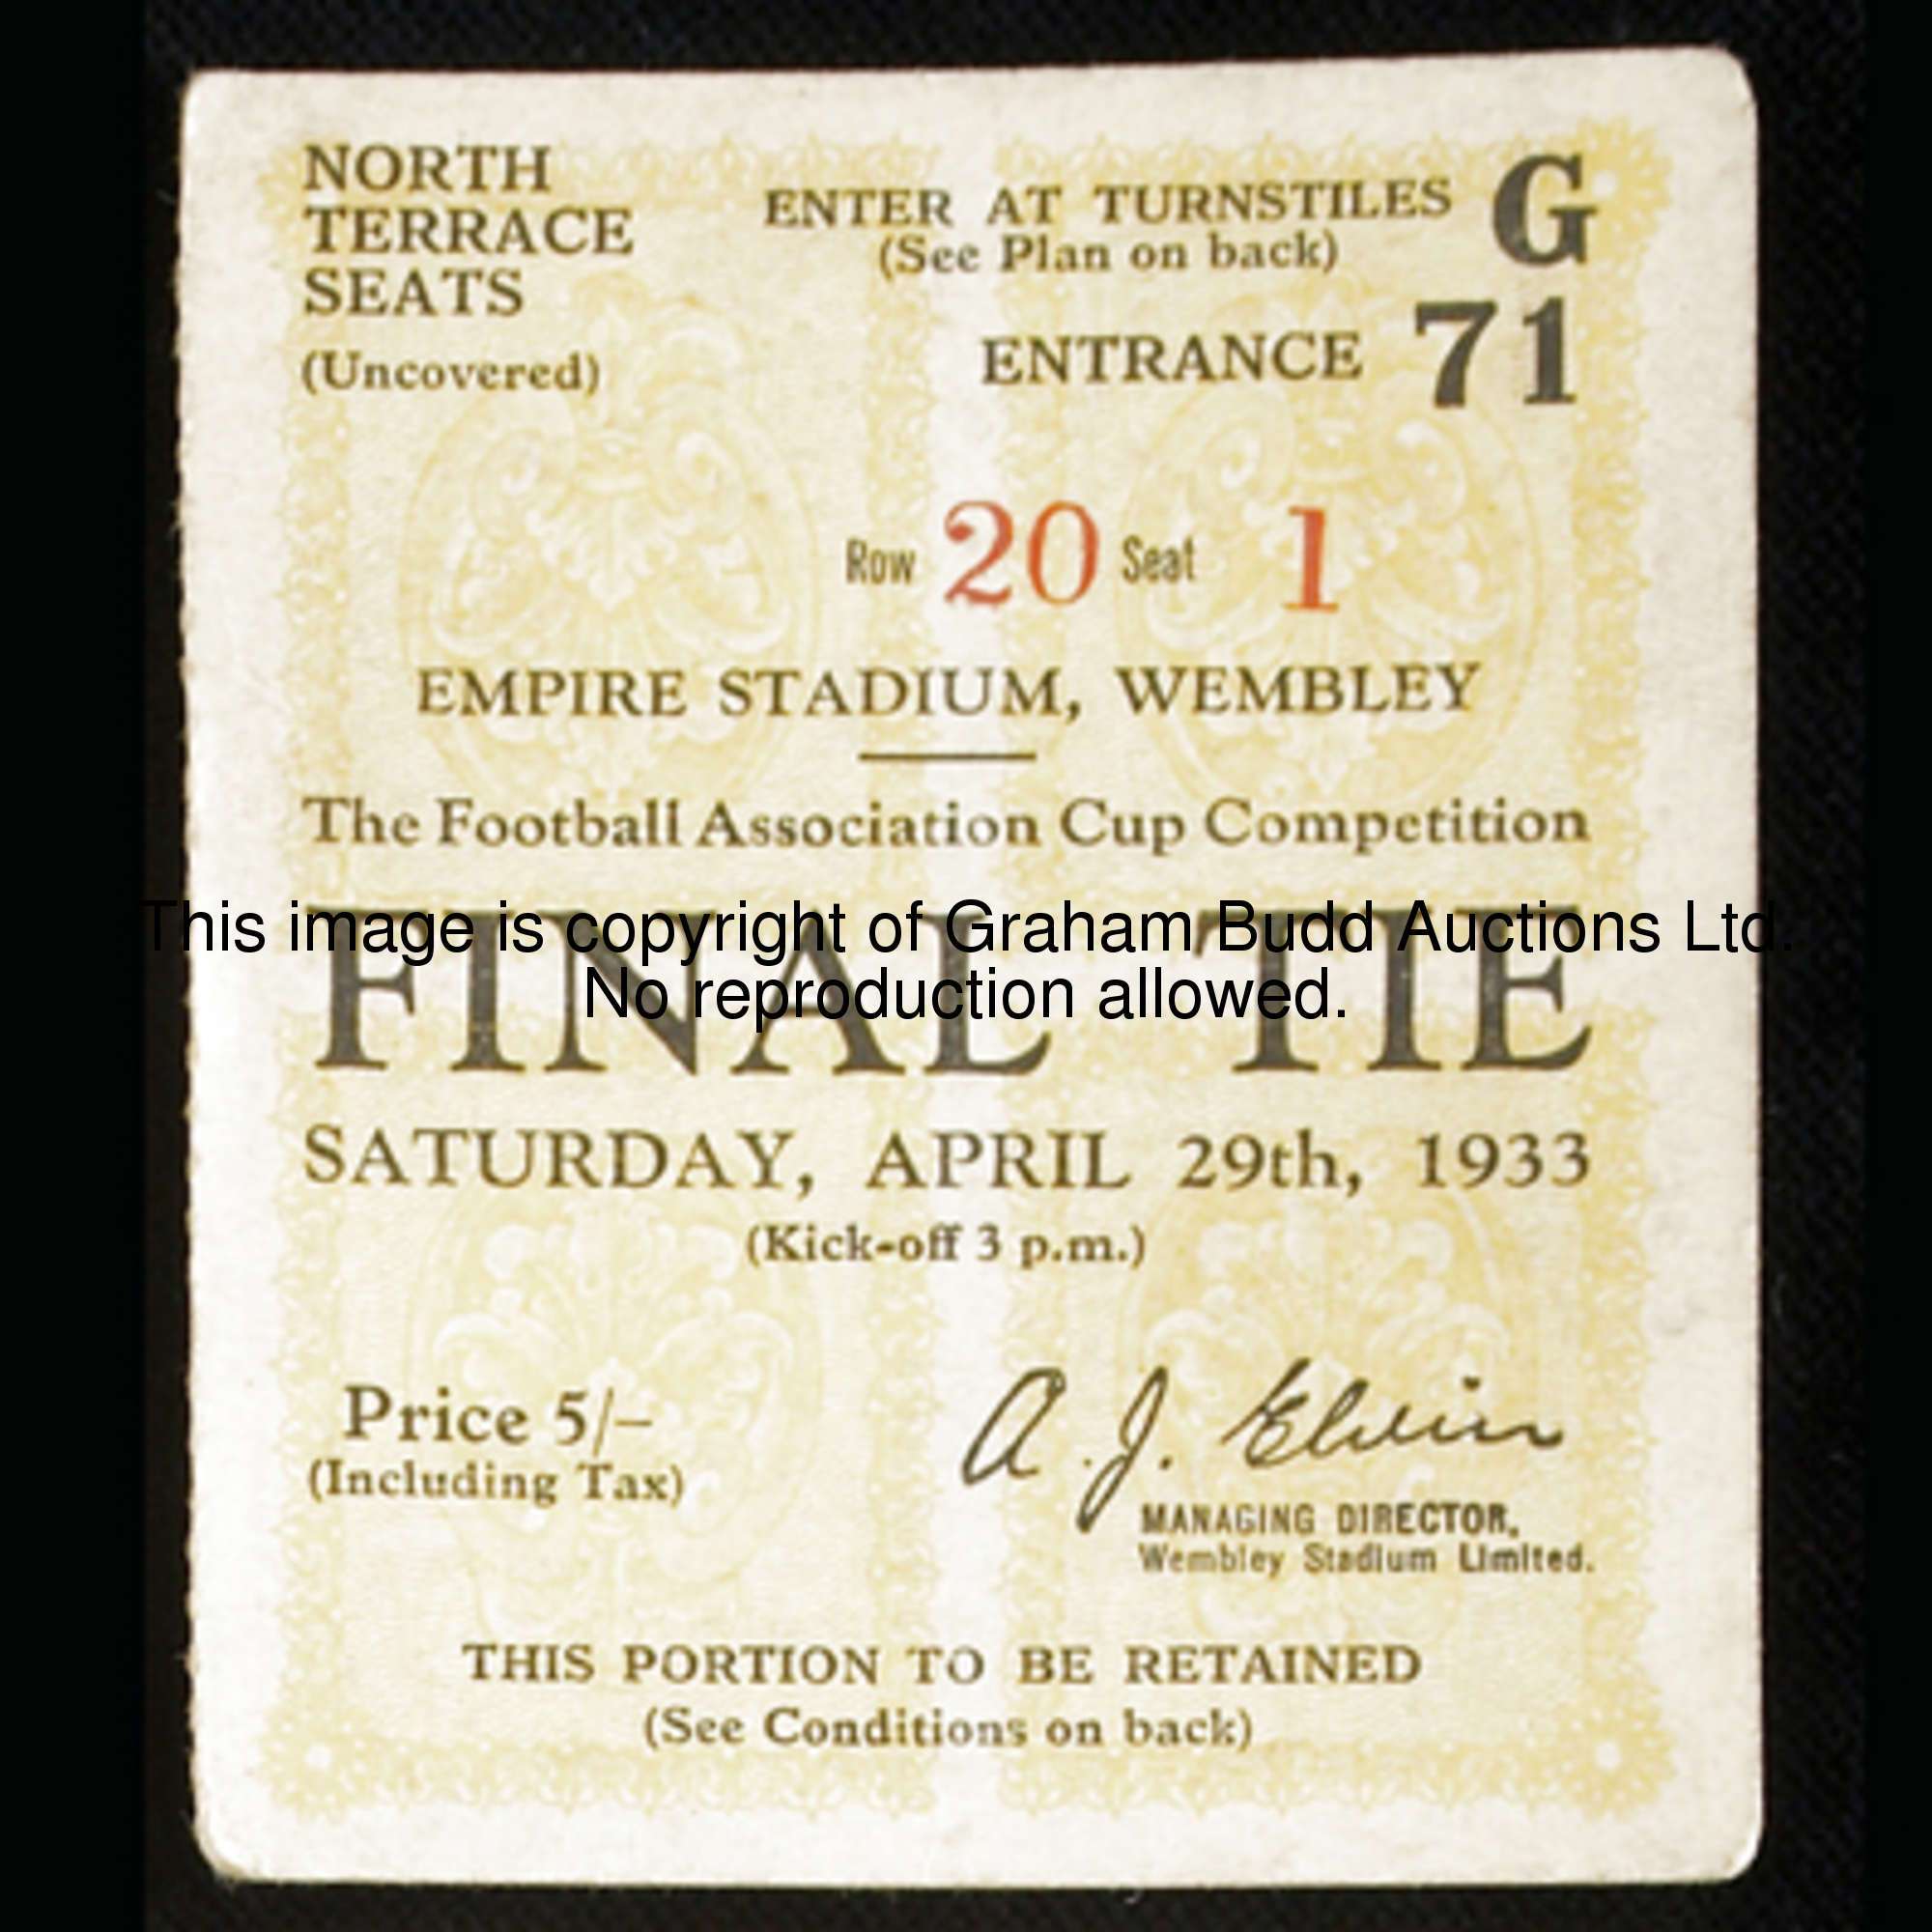 NORTH
TERRACE
SEATS
(Uncovered)
ENTER AT TURNSTILES G
(See Plan on back)
ENTRANCE 71
Row 20 Seat 1
EMPIRE STADIUM, WEMBLEY
The Football Association Cup Competition
This image is copyright of Graham Budd Auctions Ltd.
No reproduction allowed.
FINAL TIE
SATURDAY, APRIL 29th, 1933
(Kick-off 3 p.m.)
Price 5/-
(Including Tax)
A. J. Elvin
MANAGING DIRECTOR,
Wembley Stadium Limited.
THIS PORTION TO BE RETAINED
(See Conditions on back)